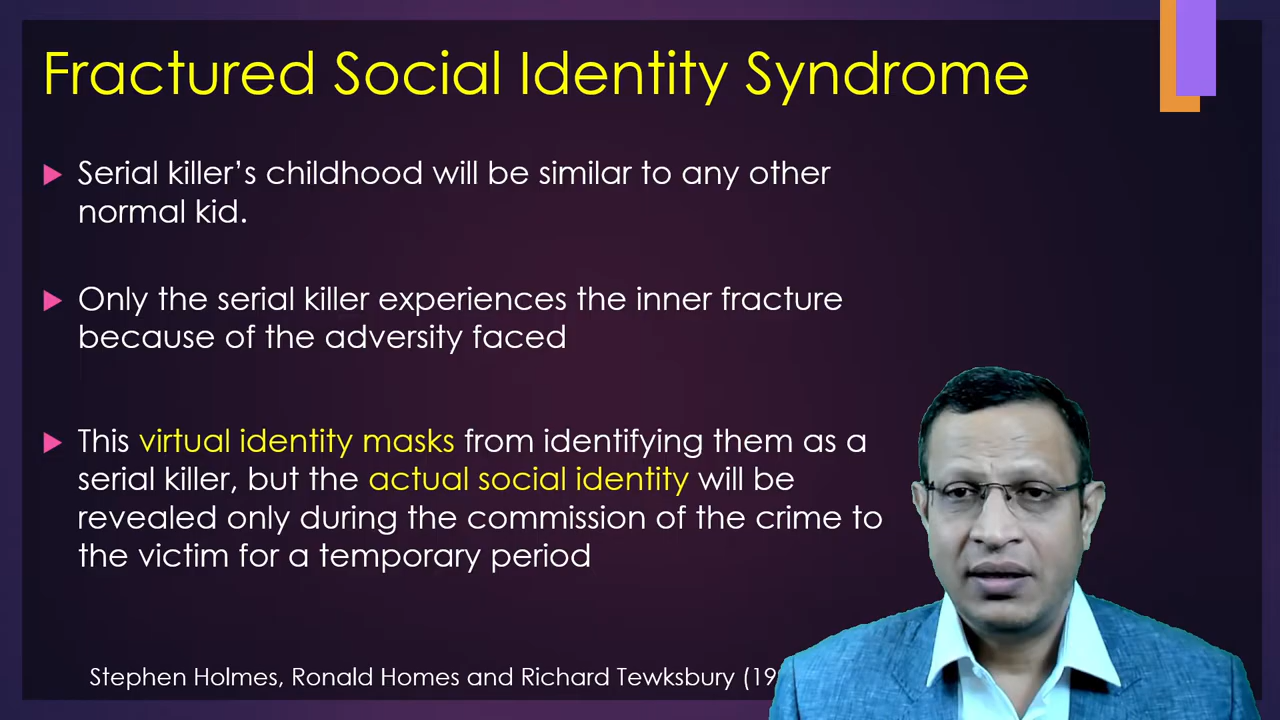 Fractured Social Identity Syndrome
Serial killer’s childhood will be similar to any other
normal kid.
Only the serial killer experiences the inner fracture
because of the adversity faced
This virtual identity masks from identifying them as a
serial killer, but the actual social identity will be
revealed only during the commission of the crime to
the victim for a temporary period
Stephen Holmes, Ronald Homes and Richard Tewksbury